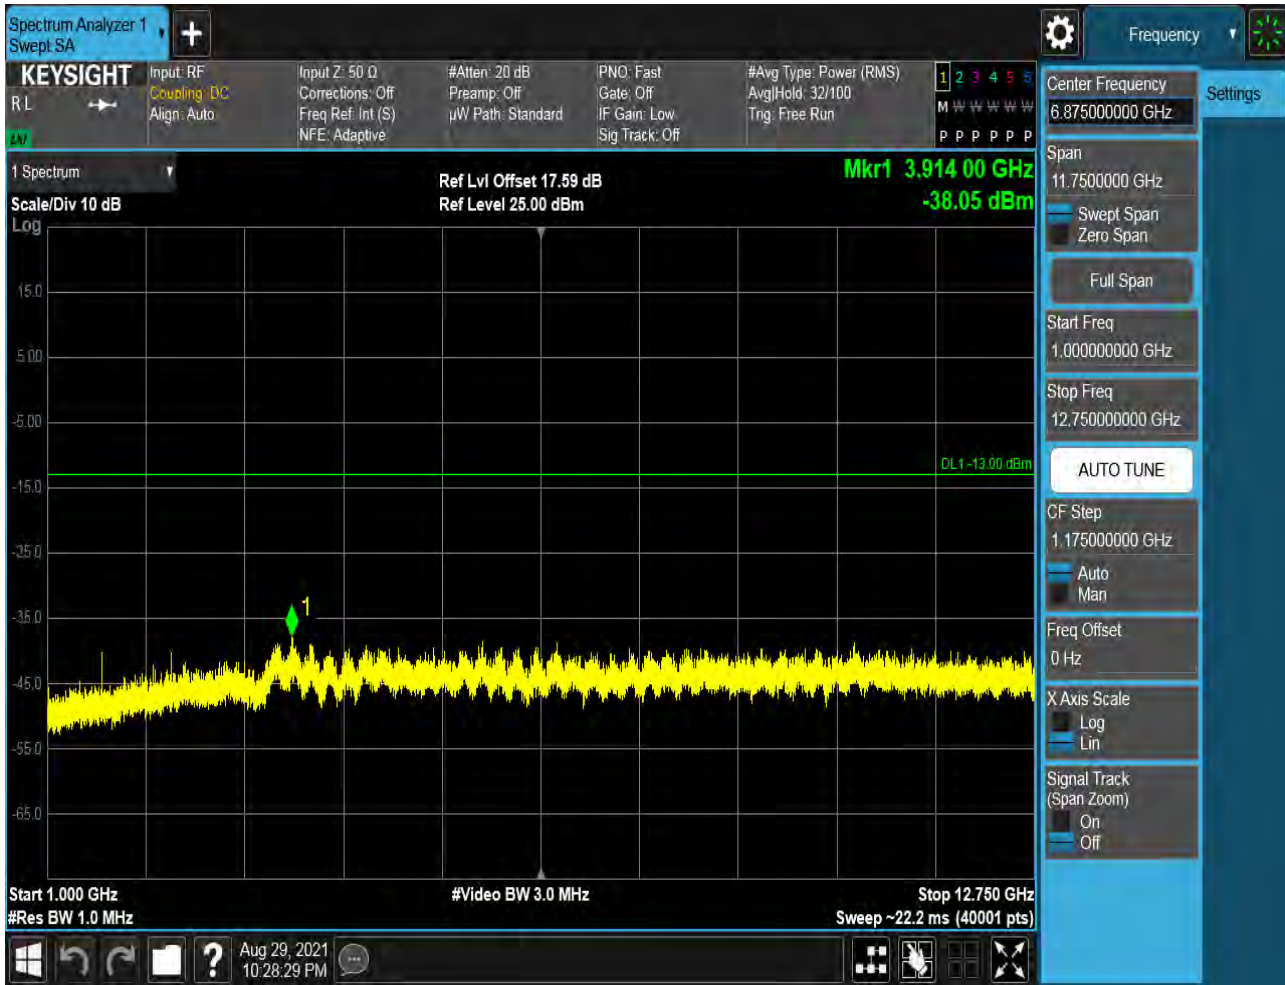 Spectrum Analyzer 1
Swept SA
Frequency
KEYSIGHT
R L
Input: RF
Coupling: DC
Align: Auto
Input Z: 50 Ω
Corrections: Off
Freq Ref: Int (S)
NFE: Adaptive
#Atten: 20 dB
Preamp: Off
µW Path: Standard
PNO: Fast
Gate: Off
IF Gain: Low
Sig Track: Off
#Avg Type: Power (RMS)
Avg|Hold: 32/100
Trig: Free Run
1 2 3 4 5 6
M W W W W W
P P P P P P
1 Spectrum
Scale/Div 10 dB
Log
Ref Lvl Offset 17.59 dB
Ref Level 25.00 dBm
Mkr1 3.914 00 GHz
-38.05 dBm
15.0
5.00
-5.00
DL1 -13.00 dBm
-15.0
-25.0
1
-35.0
-45.0
-55.0
-65.0
Start 1.000 GHz
#Res BW 1.0 MHz
#Video BW 3.0 MHz
Stop 12.750 GHz
Sweep ~22.2 ms (40001 pts)
Center Frequency
6.875000000 GHz
Settings
Span
11.7500000 GHz
Swept Span
Zero Span
Full Span
Start Freq
1.000000000 GHz
Stop Freq
12.750000000 GHz
AUTO TUNE
CF Step
1.175000000 GHz
Auto
Man
Freq Offset
0 Hz
X Axis Scale
Log
Lin
Signal Track
(Span Zoom)
On
Off
?
Aug 29, 2021
10:28:29 PM